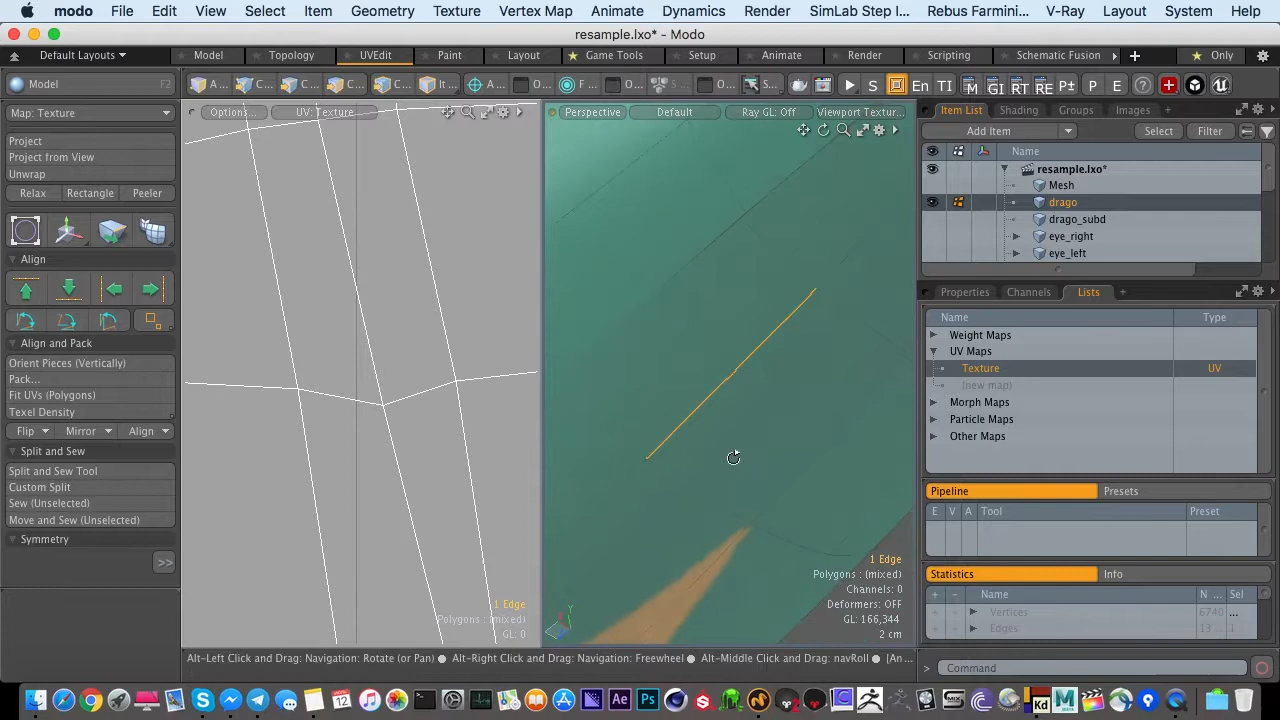 modo File Edit View Select Item Geometry Texture Vertex Map Animate Dynamics Render SimLab Step I... Rebus Farmini... V-Ray Layout System Help
resample.lxo* - Modo
Default Layouts Model Topology UVEdit Paint Layout Game Tools Setup Animate Render Scripting Schematic Fusion Only
Model F2
A... C... C... C... C... It... A... O... F... O... S... O... S... S En TI M GI RT RE P P E
Map: Texture
Project
Project from View
Unwrap
Relax Rectangle Peeler
Align
Align and Pack
Orient Pieces (Vertically)
Pack...
Fit UVs (Polygons)
Texel Density
Flip Mirror Align
Split and Sew
Split and Sew Tool
Custom Split
Sew (Unselected)
Move and Sew (Unselected)
Symmetry
>>
Options... UV: Texture
1 Edge
Polygons : (mixed)
GL: 0
Perspective Default Ray GL: Off Viewport Textur...
1 Edge
Polygons : (mixed)
Channels: 0
Deformers: OFF
GL: 166,344
2 cm
Alt-Left Click and Drag: Navigation: Rotate (or Pan) ● Alt-Right Click and Drag: Navigation: Freewheel ● Alt-Middle Click and Drag: navRoll ● [An ...
Item List Shading Groups Images
Add Item Select Filter
Name
resample.lxo*
Mesh
drago
drago_subd
eye_right
eye_left
Properties Channels Lists
Name Type
Weight Maps
UV Maps
Texture UV
(new map)
Morph Maps
Particle Maps
Other Maps
Pipeline Presets
E V A Tool Preset
Statistics Info
Name N ... Sel
Vertices 6740 ...
Edges 13 ... 1
Command